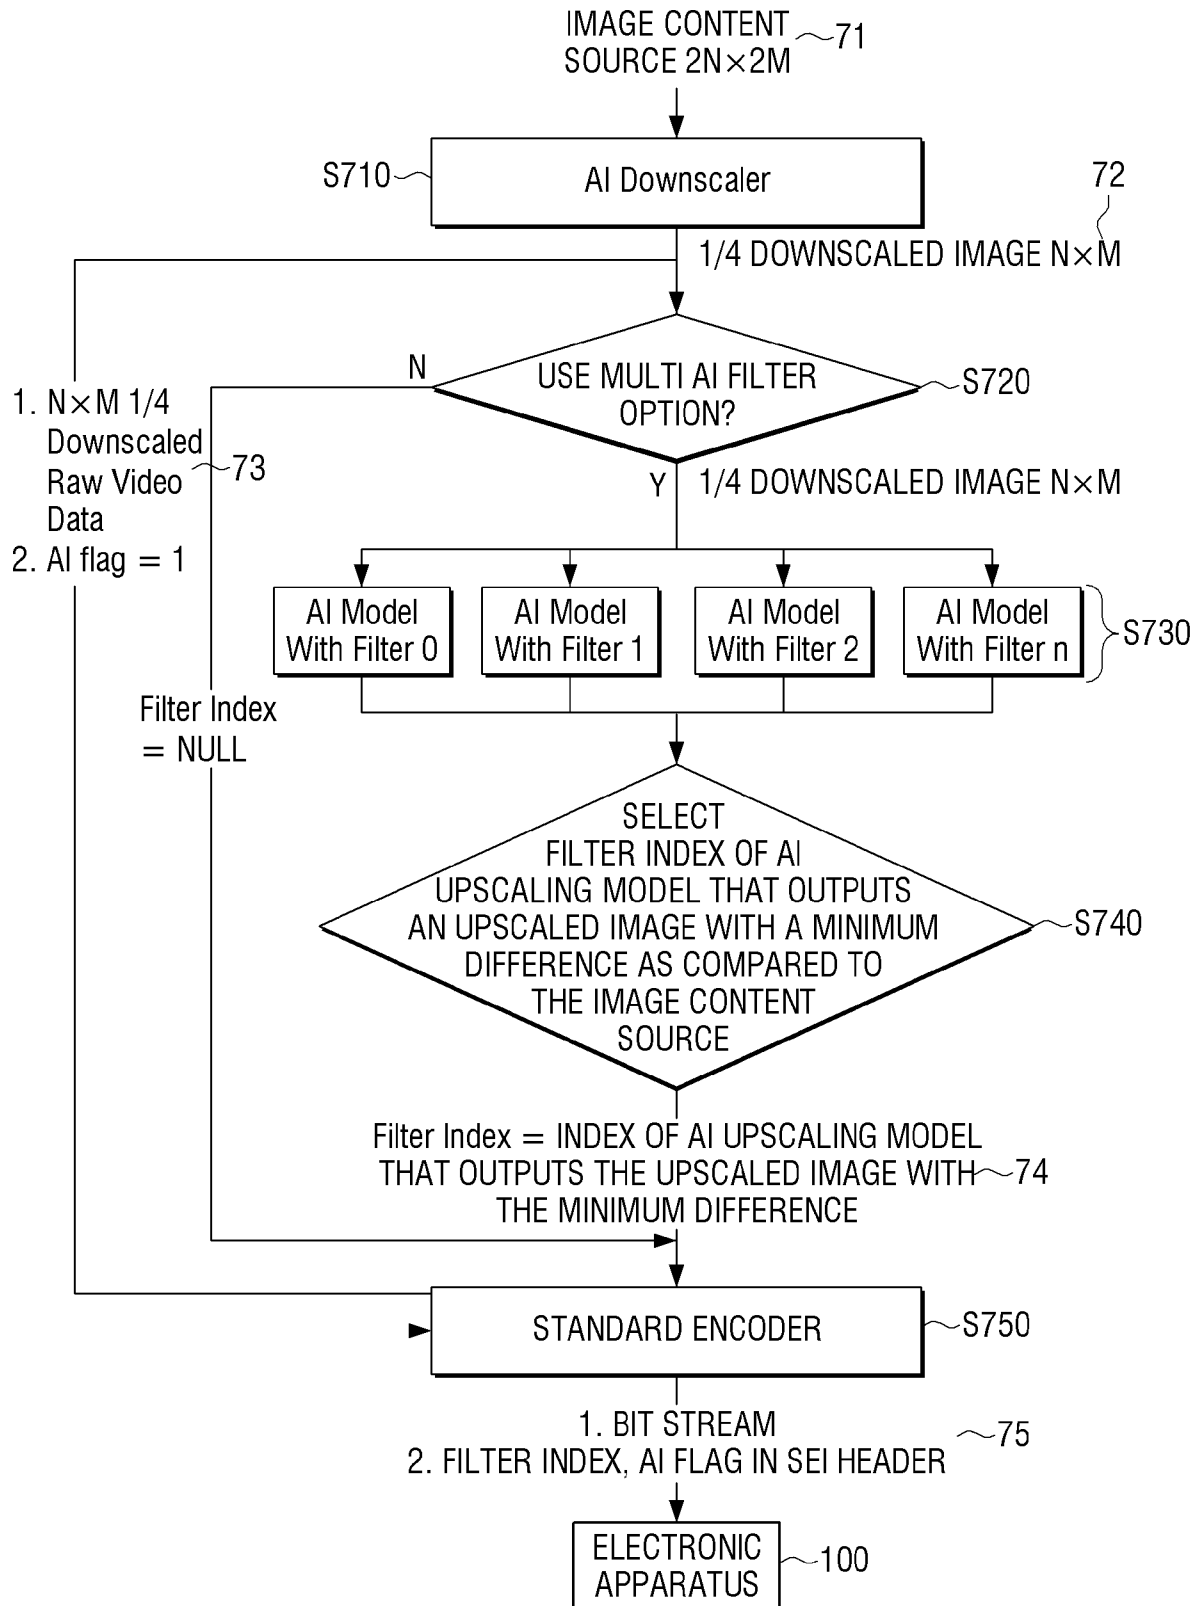 IMAGE CONTENT
SOURCE 2N×2M
71
S710
AI Downscaler
72
1/4 DOWNSCALED IMAGE N×M
N
USE MULTI AI FILTER
OPTION?
S720
1. N×M 1/4
Downscaled
Raw Video
Data
2. AI flag = 1
73
Y
1/4 DOWNSCALED IMAGE N×M
AI Model
With Filter 0
AI Model
With Filter 1
AI Model
With Filter 2
AI Model
With Filter n
S730
Filter Index
= NULL
SELECT
FILTER INDEX OF AI
UPSCALING MODEL THAT OUTPUTS
AN UPSCALED IMAGE WITH A MINIMUM
DIFFERENCE AS COMPARED TO
THE IMAGE CONTENT
SOURCE
S740
Filter Index = INDEX OF AI UPSCALING MODEL
THAT OUTPUTS THE UPSCALED IMAGE WITH
THE MINIMUM DIFFERENCE
74
STANDARD ENCODER
S750
1. BIT STREAM
2. FILTER INDEX, AI FLAG IN SEI HEADER
75
ELECTRONIC
APPARATUS
100